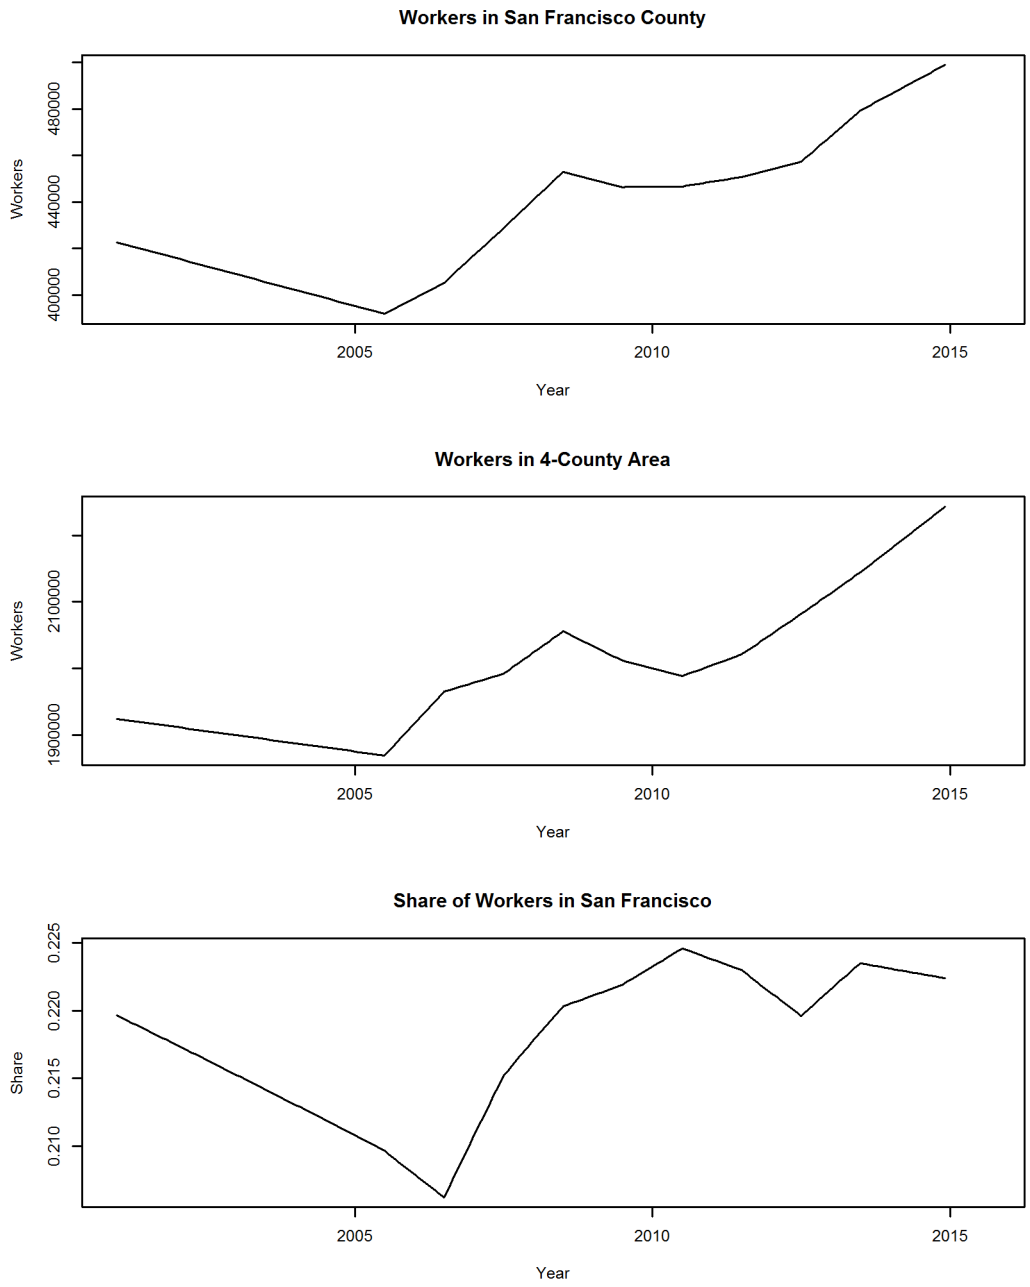 Workers in San Francisco County
Workers
480000
440000
400000
2005 2010 2015
Year
Workers in 4-County Area
Workers
2100000
1900000
2005 2010 2015
Year
Share of Workers in San Francisco
Share
0.225
0.220
0.215
0.210
2005 2010 2015
Year